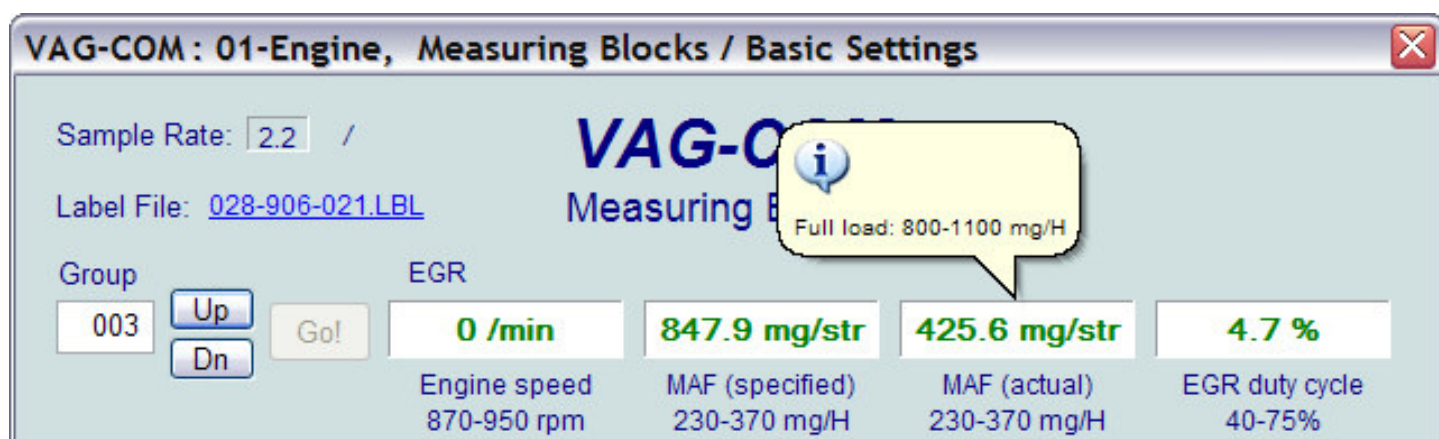 VAG-COM: 01-Engine, Measuring Blocks / Basic Settings
Sample Rate: 2.2 /
VAG-
Label File: 028-906-021.LBL
Measuring
Full load: 800-1100 mg/H
Group
EGR
003
Up
Dn
Go!
0 /min
847.9 mg/str
425.6 mg/str
4.7 %
Engine speed
870-950 rpm
MAF (specified)
230-370 mg/H
MAF (actual)
230-370 mg/H
EGR duty cycle
40-75%